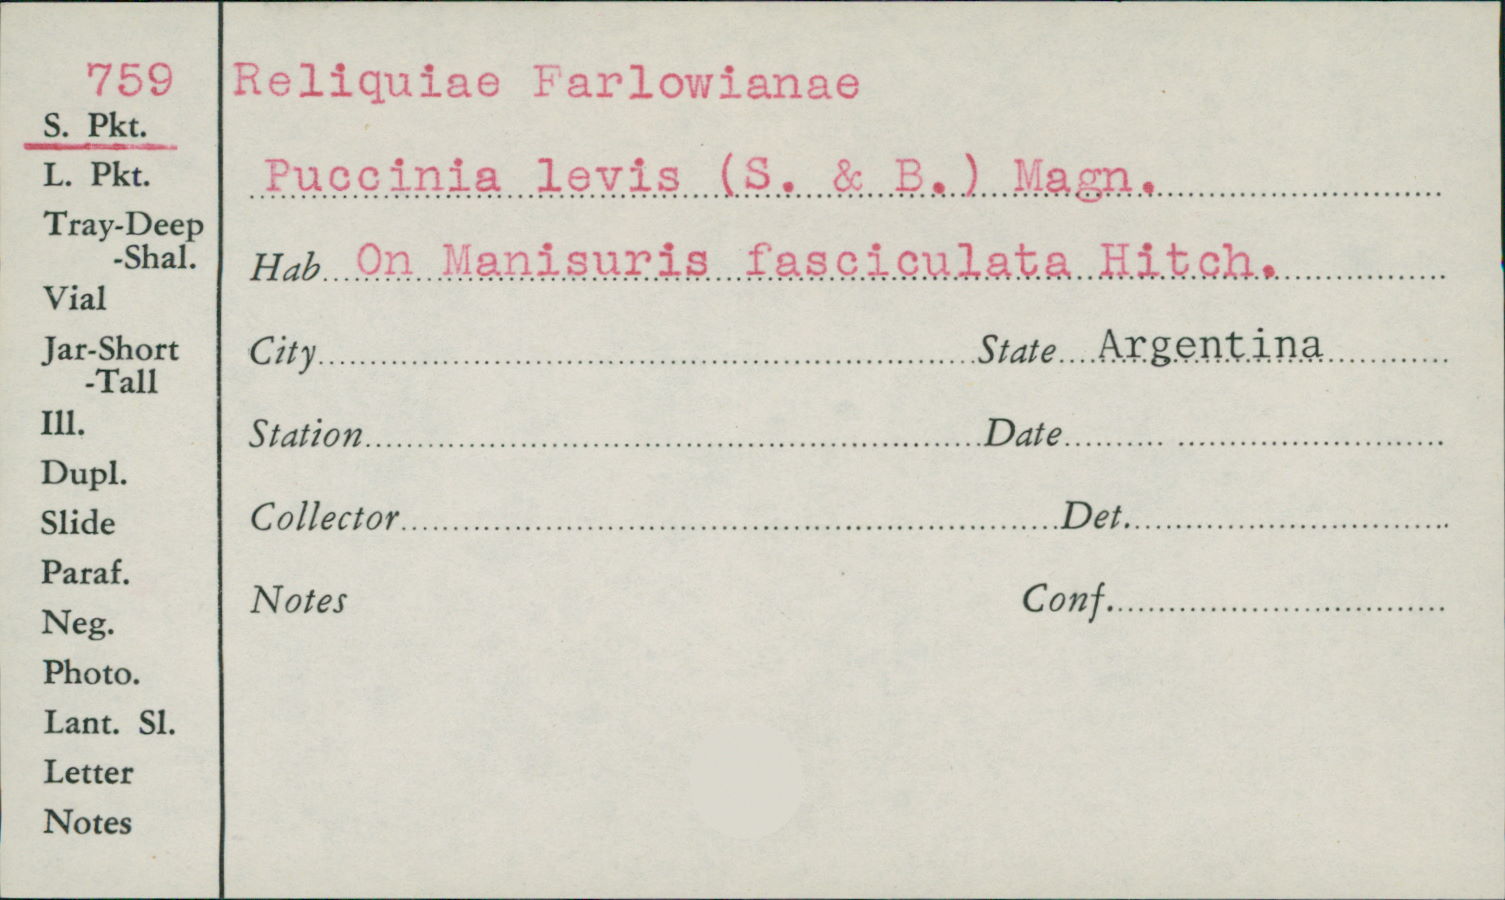 759 Reliquiae Farlowianae
S. Pkt.
L. Pkt. Puccinia levis (S. & B.) Magn.
Tray-Deep
-Shal. Hab. On Manisuris fasciculata Hitch.
Vial
Jar-Short City State Argentina
-Tall
Ill. Station Date
Dupl.
Slide Collector Det.
Paraf.
Neg. Notes Conf.
Photo.
Lant. Sl.
Letter
Notes